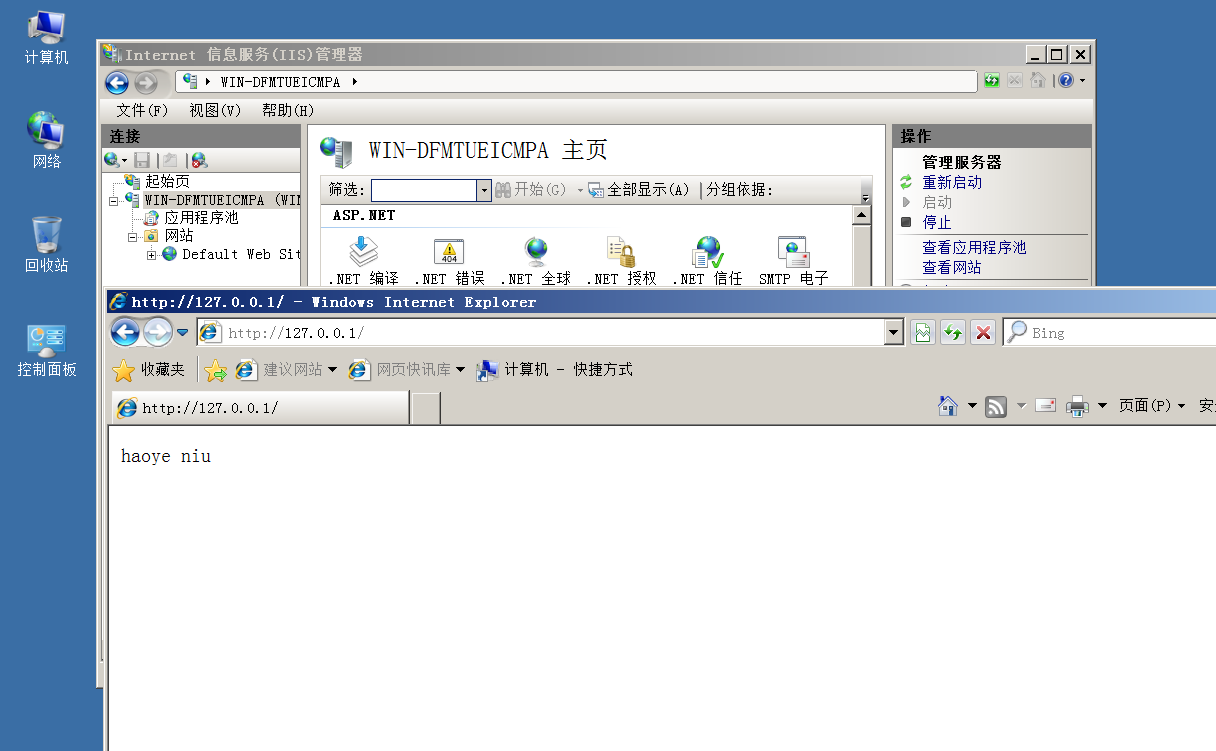 计算机
网络
回收站
控制面板
Internet 信息服务(IIS)管理器
WIN-DFMTUEICMPA
文件(F) 视图(V) 帮助(H)
连接
起始页
WIN-DFMTUEICMPA (WIN
应用程序池
网站
Default Web Sit
WIN-DFMTUEICMPA 主页
筛选: 开始(G) 全部显示(A) 分组依据:
ASP.NET
404
.NET 编译 .NET 错误 .NET 全球 .NET 授权 .NET 信任 SMTP 电子
操作
管理服务器
重新启动
启动
停止
查看应用程序池
查看网站
http://127.0.0.1/ - Windows Internet Explorer
http://127.0.0.1/ Bing
收藏夹 建议网站 网页快讯库 计算机 - 快捷方式
http://127.0.0.1/ 页面(P)
haoye niu